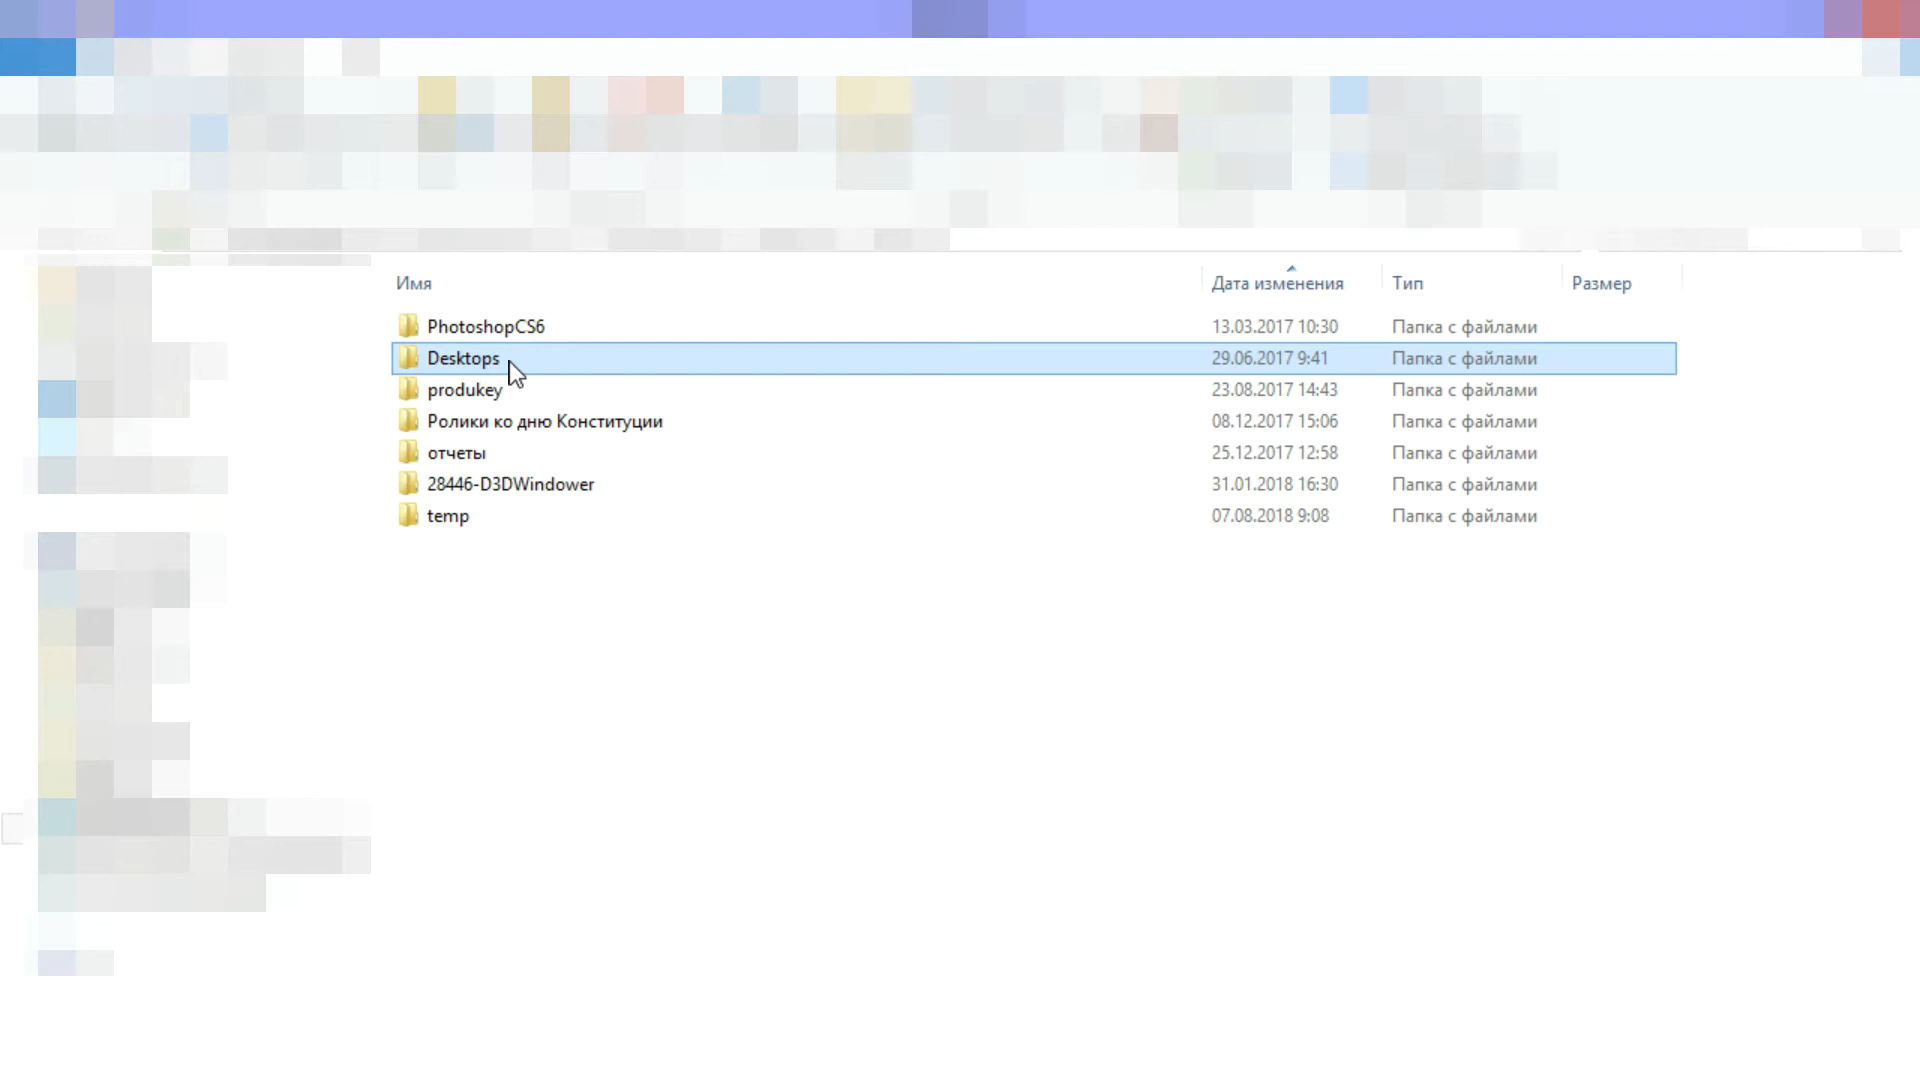 Имя Дата изменения Тип Размер
PhotoshopCS6 13.03.2017 10:30 Папка с файлами
Desktops 29.06.2017 9:41 Папка с файлами
produkey 23.08.2017 14:43 Папка с файлами
Ролики ко дню Конституции 08.12.2017 15:06 Папка с файлами
отчеты 25.12.2017 12:58 Папка с файлами
28446-D3DWindower 31.01.2018 16:30 Папка с файлами
temp 07.08.2018 9:08 Папка с файлами